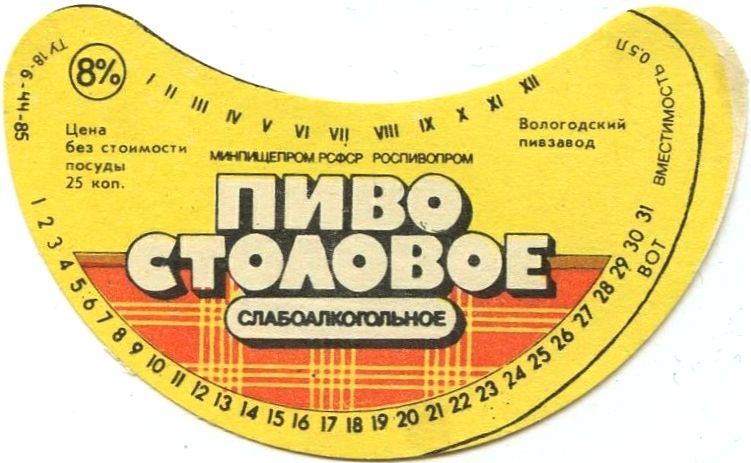 ТУ 18-6-44-85
8%
I II III IV V VI VII VIII IX X XI XII
ВМЕСТИМОСТЬ 0,5 Л
Цена
без стоимости
посуды
25 коп.
Вологодский
пивзавод
МИНПИЩЕПРОМ РСФСР РОСПИВОПРОМ
ПИВО
СТОЛОВОЕ
СЛАБОАЛКОГОЛЬНОЕ
1 2 3 4 5 6 7 8 9 10 11 12 13 14 15 16 17 18 19 20 21 22 23 24 25 26 27 28 29 30 31
ВОТ